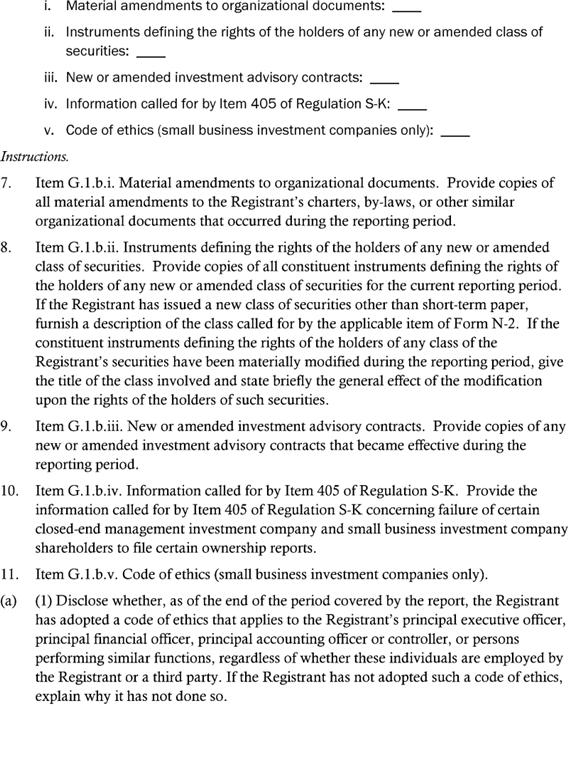 i. Material amendments to organizational documents: ____
ii. Instruments defining the rights of the holders of any new or amended class of
securities: ____
iii. New or amended investment advisory contracts: ____
iv. Information called for by Item 405 of Regulation S-K: ____
v. Code of ethics (small business investment companies only): ____
Instructions.
7. Item G.1.b.i. Material amendments to organizational documents. Provide copies of
all material amendments to the Registrant's charters, by-laws, or other similar
organizational documents that occurred during the reporting period.
8. Item G.1.b.ii. Instruments defining the rights of the holders of any new or amended
class of securities. Provide copies of all constituent instruments defining the rights of
the holders of any new or amended class of securities for the current reporting period.
If the Registrant has issued a new class of securities other than short-term paper,
furnish a description of the class called for by the applicable item of Form N-2. If the
constituent instruments defining the rights of the holders of any class of the
Registrant's securities have been materially modified during the reporting period, give
the title of the class involved and state briefly the general effect of the modification
upon the rights of the holders of such securities.
9. Item G.1.b.iii. New or amended investment advisory contracts. Provide copies of any
new or amended investment advisory contracts that became effective during the
reporting period.
10. Item G.1.b.iv. Information called for by Item 405 of Regulation S-K. Provide the
information called for by Item 405 of Regulation S-K concerning failure of certain
closed-end management investment company and small business investment company
shareholders to file certain ownership reports.
11. Item G.1.b.v. Code of ethics (small business investment companies only).
(a) (1) Disclose whether, as of the end of the period covered by the report, the Registrant
has adopted a code of ethics that applies to the Registrant's principal executive officer,
principal financial officer, principal accounting officer or controller, or persons
performing similar functions, regardless of whether these individuals are employed by
the Registrant or a third party. If the Registrant has not adopted such a code of ethics,
explain why it has not done so.